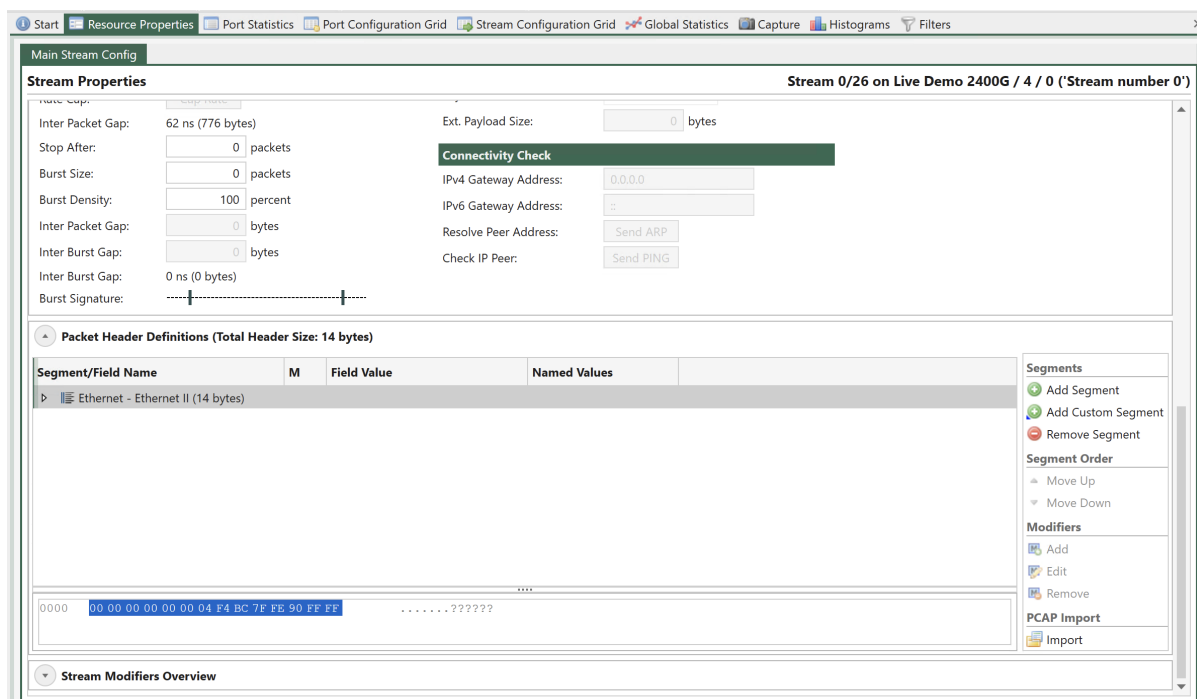 Start Resource Properties Port Statistics Port Configuration Grid Stream Configuration Grid Global Statistics Capture Histograms Filters
Main Stream Config
Stream Properties Stream 0/26 on Live Demo 2400G / 4 / 0 ('Stream number 0')
Rate Cap: Cap Rate
Inter Packet Gap: 62 ns (776 bytes) Ext. Payload Size: 0 bytes
Stop After: 0 packets
Connectivity Check
Burst Size: 0 packets IPv4 Gateway Address: 0.0.0.0
Burst Density: 100 percent IPv6 Gateway Address: ::
Inter Packet Gap: 0 bytes Resolve Peer Address: Send ARP
Inter Burst Gap: 0 bytes Check IP Peer: Send PING
Inter Burst Gap: 0 ns (0 bytes)
Burst Signature:
Packet Header Definitions (Total Header Size: 14 bytes)
Segment/Field Name M Field Value Named Values
Ethernet - Ethernet II (14 bytes)
Segments
Add Segment
Add Custom Segment
Remove Segment
Segment Order
Move Up
Move Down
Modifiers
Add
Edit
Remove
PCAP Import
Import
0000 00 00 00 00 00 00 04 F4 BC 7F FE 90 FF FF .......??????
Stream Modifiers Overview